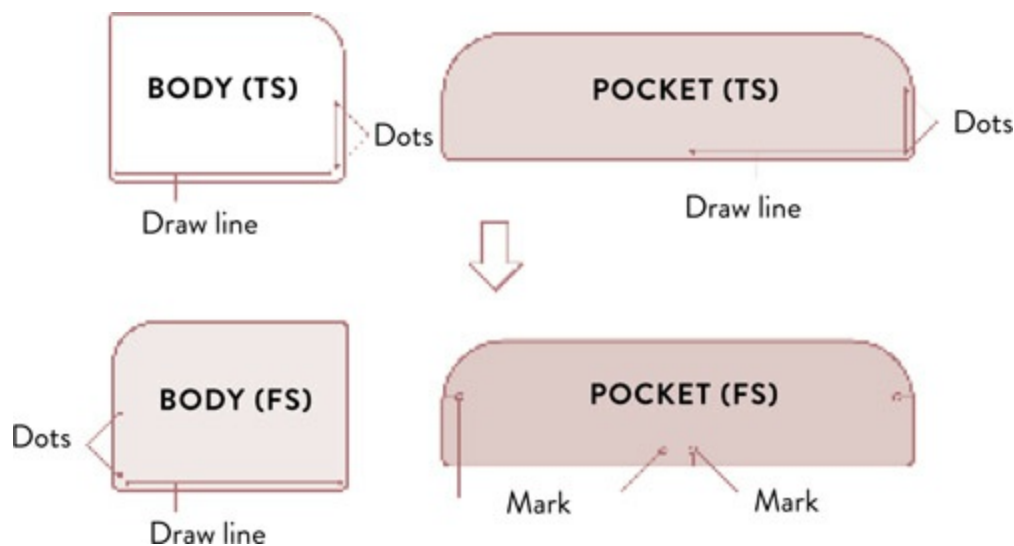 BODY (TS)
POCKET (TS)
Dots
Dots
Draw line
Draw line
BODY (FS)
POCKET (FS)
Dots
Mark
Mark
Draw line